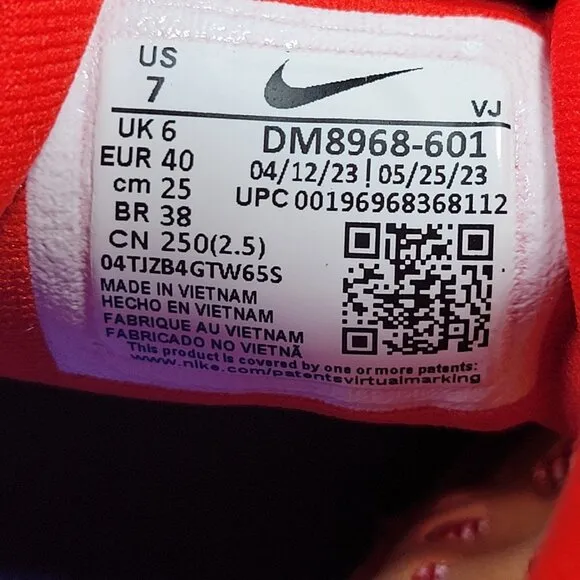 US
7
VJ
UK 6
EUR 40
cm 25
BR 38
CN 250(2.5)
DM8968-601
04/12/23 | 05/25/23
UPC 00196968368112
04TJZB4GTW65S
MADE IN VIETNAM
HECHO EN VIETNAM
FABRIQUE AU VIETNAM
FABRICADO NO VIETNÃ
This product is covered by one or more patents:
www.nike.com/patentsvirtualmarking